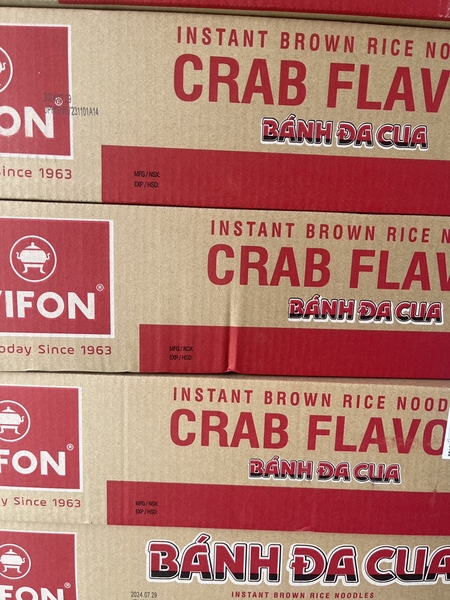 INSTANT BROWN RICE NO
CRAB FLAV
BÁNH ĐA CUA
231101A14
FON
Since 1963
MFG / NSX:
EXP / HSD:
INSTANT BROWN RICE N
CRAB FLAV
BÁNH ĐA CUA
VIFON®
oday Since 1963
MFG / NSX:
EXP / HSD:
INSTANT BROWN RICE NOOD
CRAB FLAVO
BÁNH ĐA CUA
IFON®
y Since 1963
MFG / NSX:
EXP / HSD:
BÁNH ĐA CUA
INSTANT BROWN RICE NOODLES
IFON®
2024.07.29